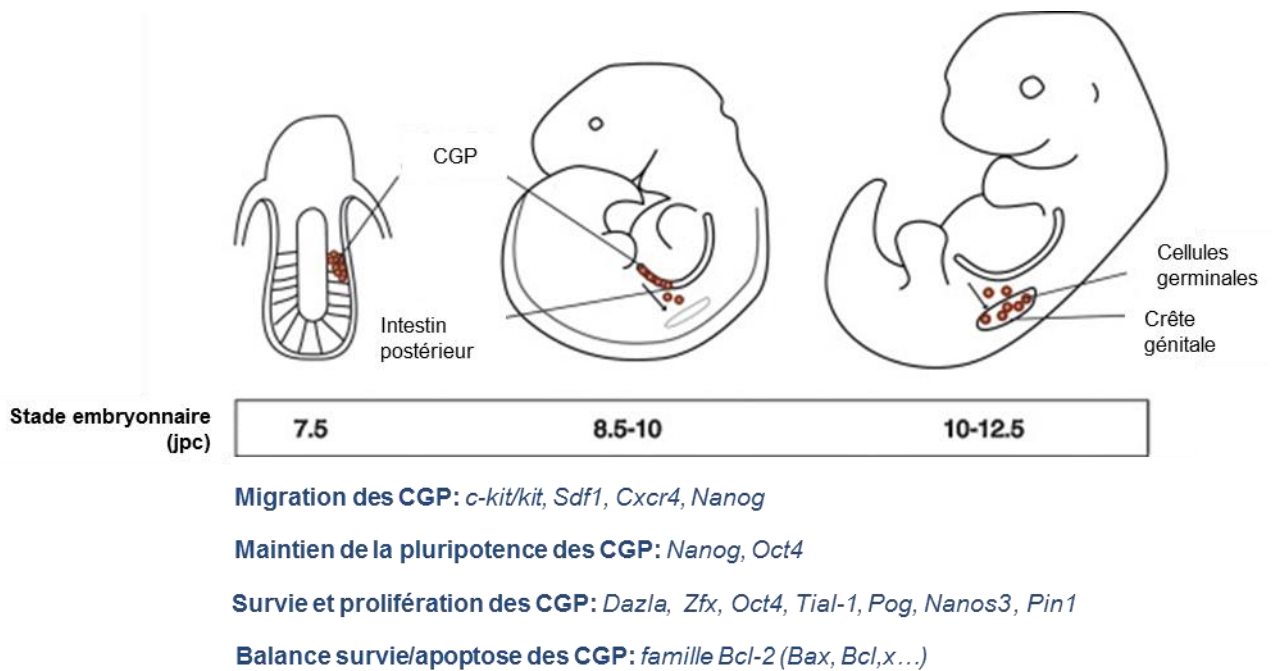 CGP
Intestin
postérieur
Cellules
germinales
Crête
génitale
Stade embryonnaire
(jpc)
7.5
8.5-10
10-12.5
Migration des CGP: c-kit/kit, Sdf1, Cxcr4, Nanog
Maintien de la pluripotence des CGP: Nanog, Oct4
Survie et prolifération des CGP: Dazla, Zfx, Oct4, Tial-1, Pog, Nanos3, Pin1
Balance survie/apoptose des CGP: famille Bcl-2 (Bax, Bcl,x…)